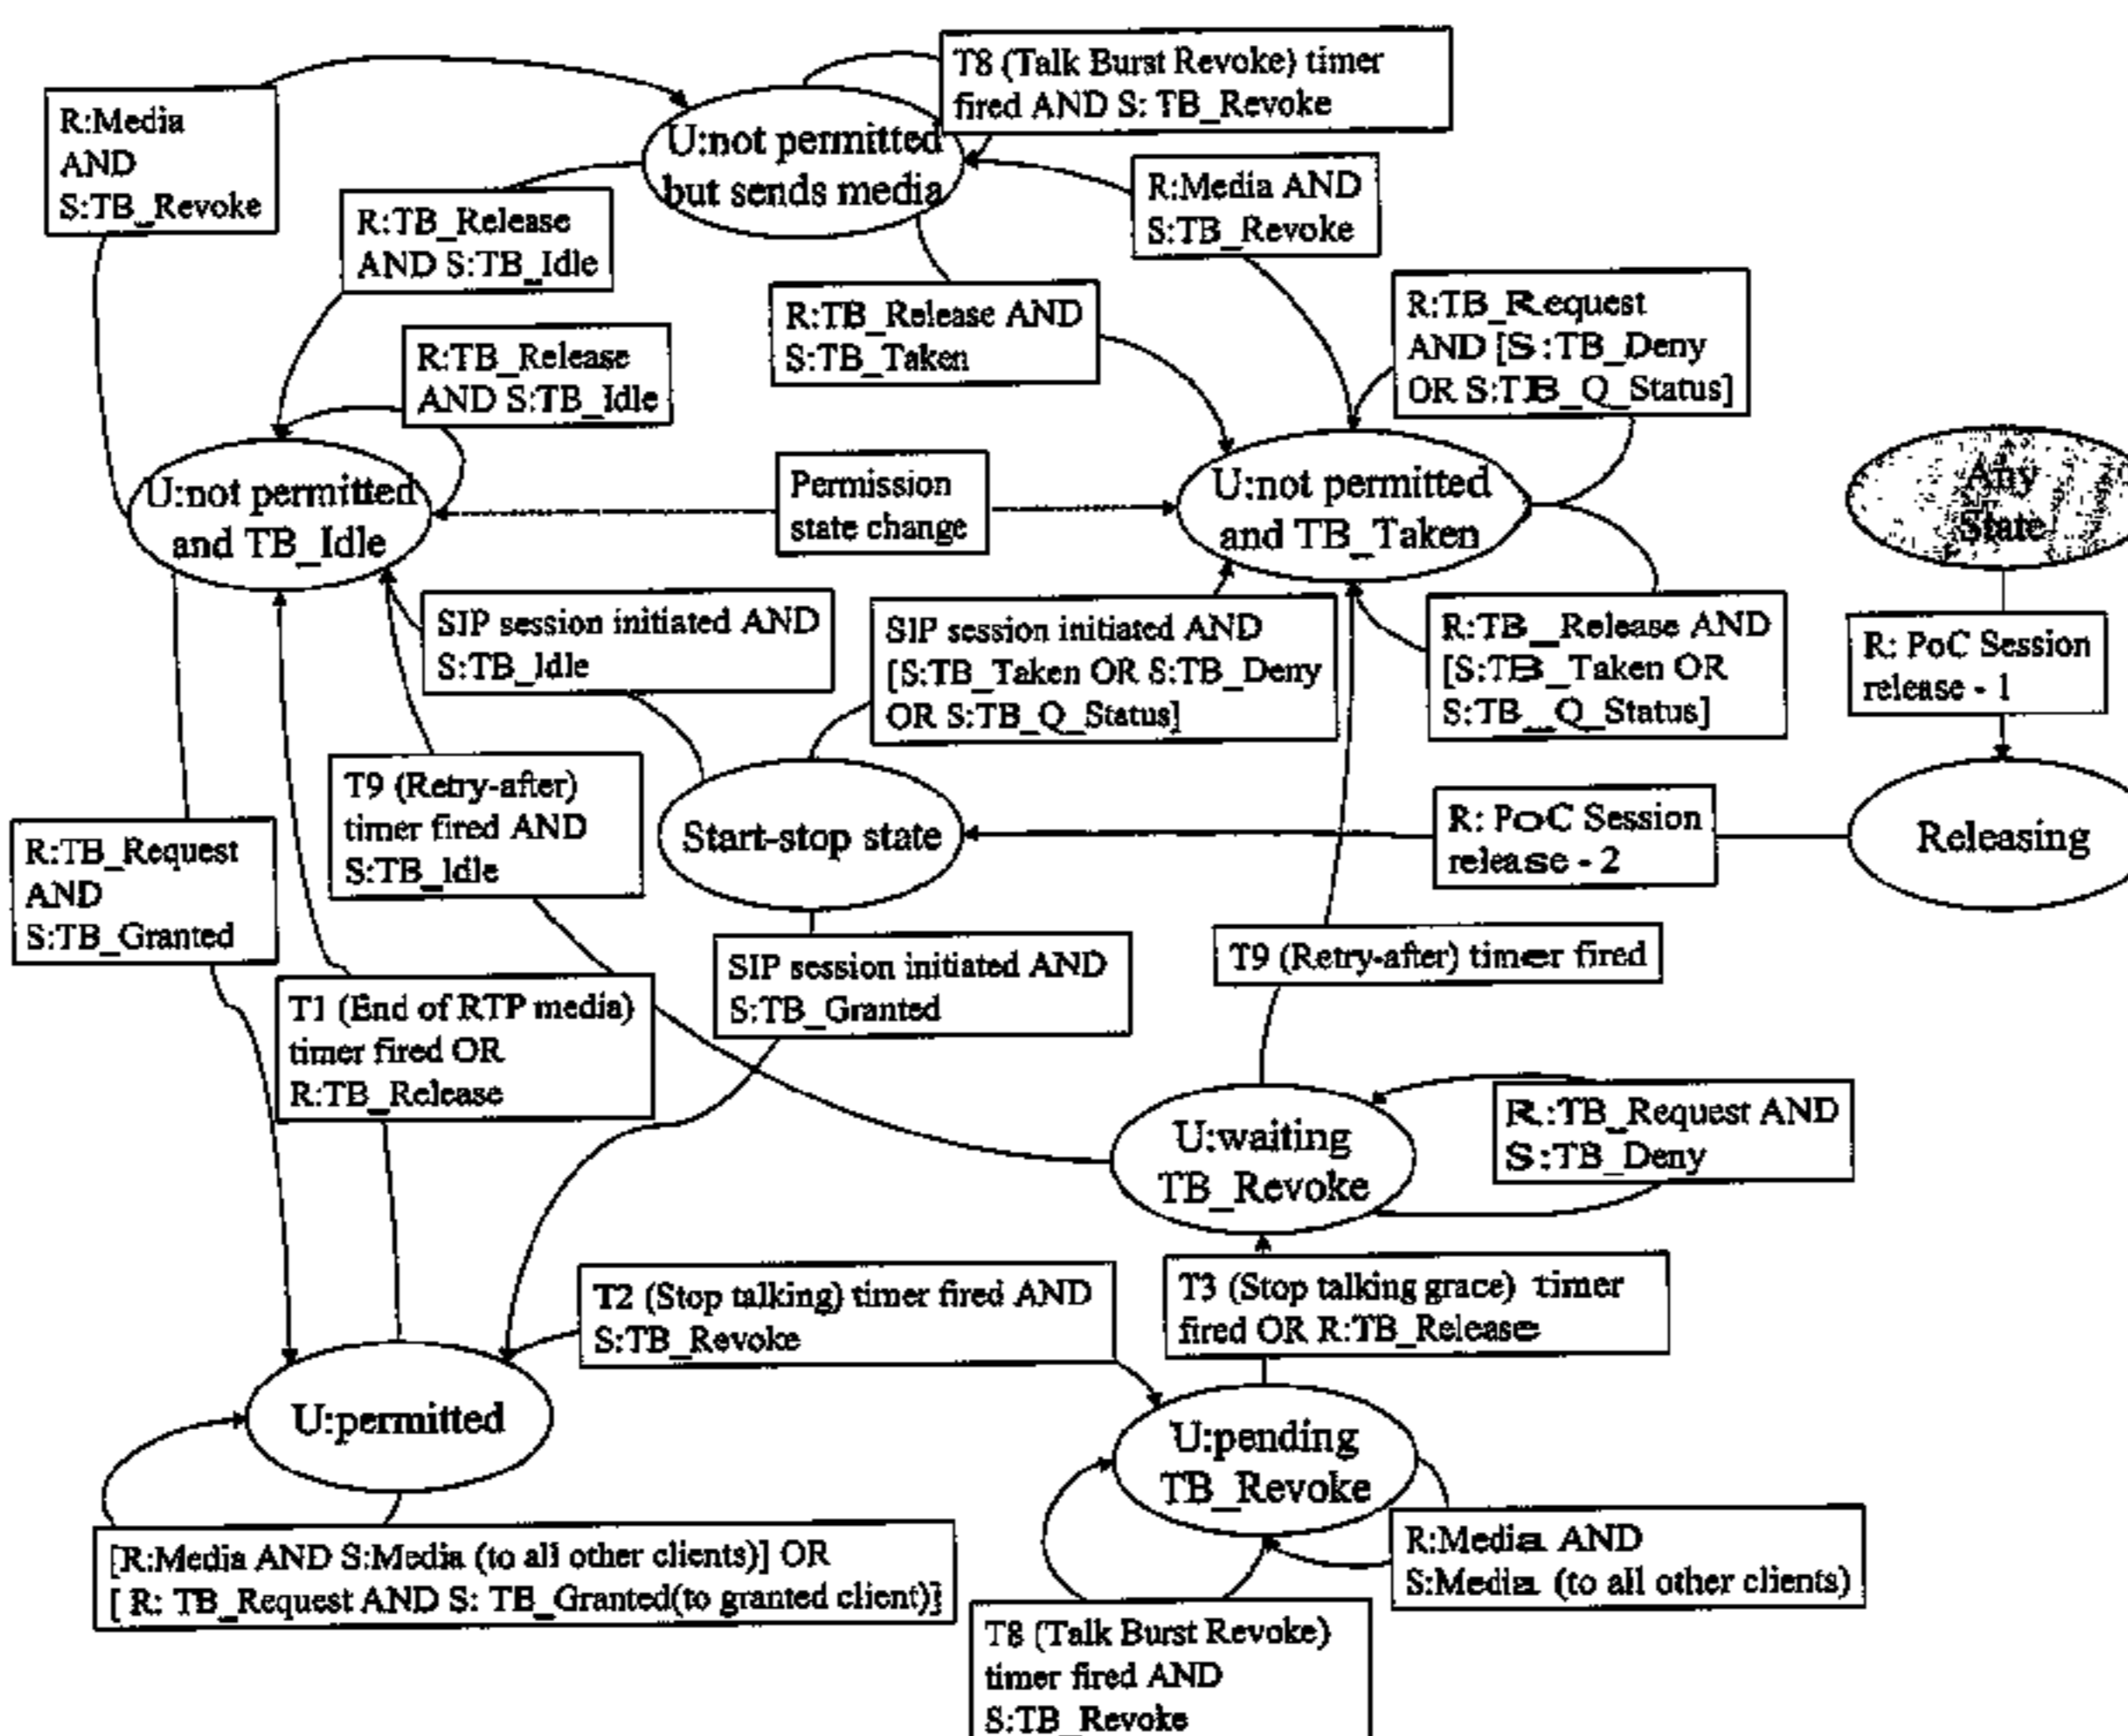 T8 (Talk Burst Revoke) timer
fired AND S: TB_Revoke
R:Media
AND
S:TB_Revoke
U:not permitted
but sends media
R:Media AND
S:TB_Revoke
R:TB_Release
AND S:TB_Idle
R:TB_Release AND
S:TB_Taken
R:TB_Request
AND [S:TB_Deny
OR S:TB_Q_Status]
R:TB_Release
AND S:TB_Idle
U:not permitted
and TB_Idle
Permission
state change
U:not permitted
and TB_Taken
Any
State
SIP session initiated AND
S:TB_Idle
SIP session initiated AND
[S:TB_Taken OR S:TB_Deny
OR S:TB_Q_Status]
R:TB_Release AND
[S:TB_Taken OR
S:TB_Q_Status]
R: PoC Session
release - 1
T9 (Retry-after)
timer fired AND
S:TB_Idle
Start-stop state
R: PoC Session
release - 2
Releasing
R:TB_Request
AND
S:TB_Granted
SIP session initiated AND
S:TB_Granted
T9 (Retry-after) timer fired
T1 (End of RTP media)
timer fired OR
R:TB_Release
U:waiting
TB_Revoke
R:TB_Request AND
S:TB_Deny
T2 (Stop talking) timer fired AND
S:TB_Revoke
T3 (Stop talking grace) timer
fired OR R:TB_Release
U:permitted
U:pending
TB_Revoke
[R:Media AND S:Media (to all other clients)] OR
[ R: TB_Request AND S: TB_Granted(to granted client)]
R:Media AND
S:Media (to all other clients)
T8 (Talk Burst Revoke)
timer fired AND
S:TB_Revoke